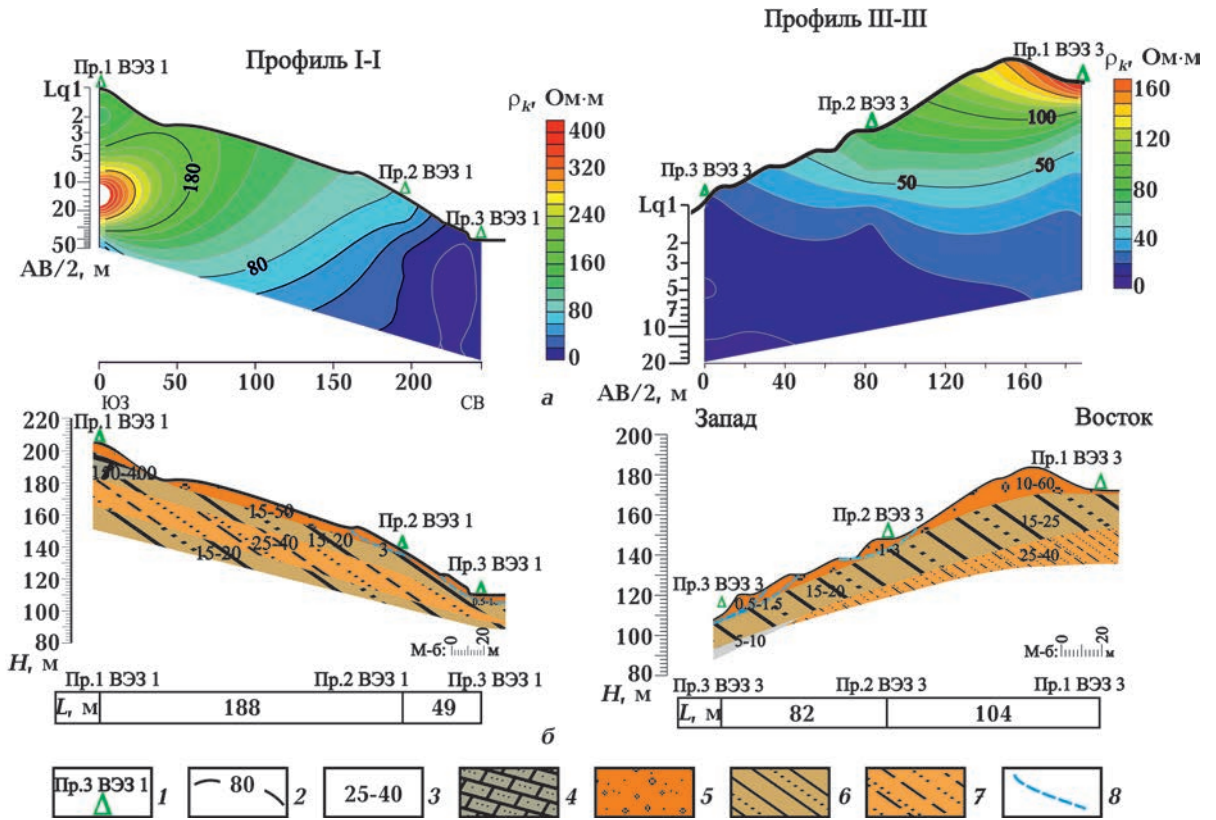 Профиль I-I
Пр.1 ВЭЗ 1
Lq1
2
3
5
10
20
50
AB/2, м
180
80
Пр.2 ВЭЗ 1
Пр.3 ВЭЗ 1
ρk, Ом·м
400
320
240
160
80
0
0 50 100 150 200
ЮЗ СВ
Профиль III-III
Пр.1 ВЭЗ 3
Пр.2 ВЭЗ 3
Пр.3 ВЭЗ 3
Lq1
2
3
5
7
10
20
AB/2, м
100
50
50
ρk, Ом·м
160
120
80
40
0
0 40 80 120 160
а
220
200
180
160
140
120
100
80
H, м
Пр.1 ВЭЗ 1
150-400
15-50
15-20
25-40
15-20
3
Пр.2 ВЭЗ 1
Пр.3 ВЭЗ 1
М-б: 0 20 м
Пр.1 ВЭЗ 1 Пр.2 ВЭЗ 1 Пр.3 ВЭЗ 1
L, м 188 49
Запад Восток
200
180
160
140
120
100
80
H, м
Пр.1 ВЭЗ 3
10-60
Пр.2 ВЭЗ 3
15-25
1-3
25-40
Пр.3 ВЭЗ 3
0.5-1.5
15-20
5-10
М-б: 0 20 м
Пр.3 ВЭЗ 3 Пр.2 ВЭЗ 3 Пр.1 ВЭЗ 3
L, м 82 104
б
Пр.3 ВЭЗ 1 1
80 2
25-40 3
4
5
6
7
8